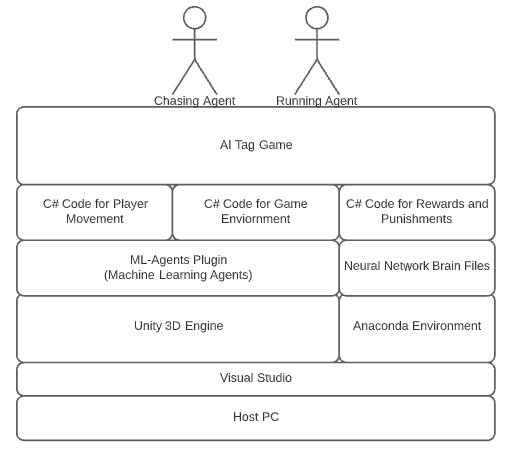 Chasing Agent
Running Agent
AI Tag Game
C# Code for Player
Movement
C# Code for Game
Enviornment
C# Code for Rewards and
Punishments
ML-Agents Plugin
(Machine Learning Agents)
Neural Network Brain Files
Unity 3D Engine
Anaconda Environment
Visual Studio
Host PC